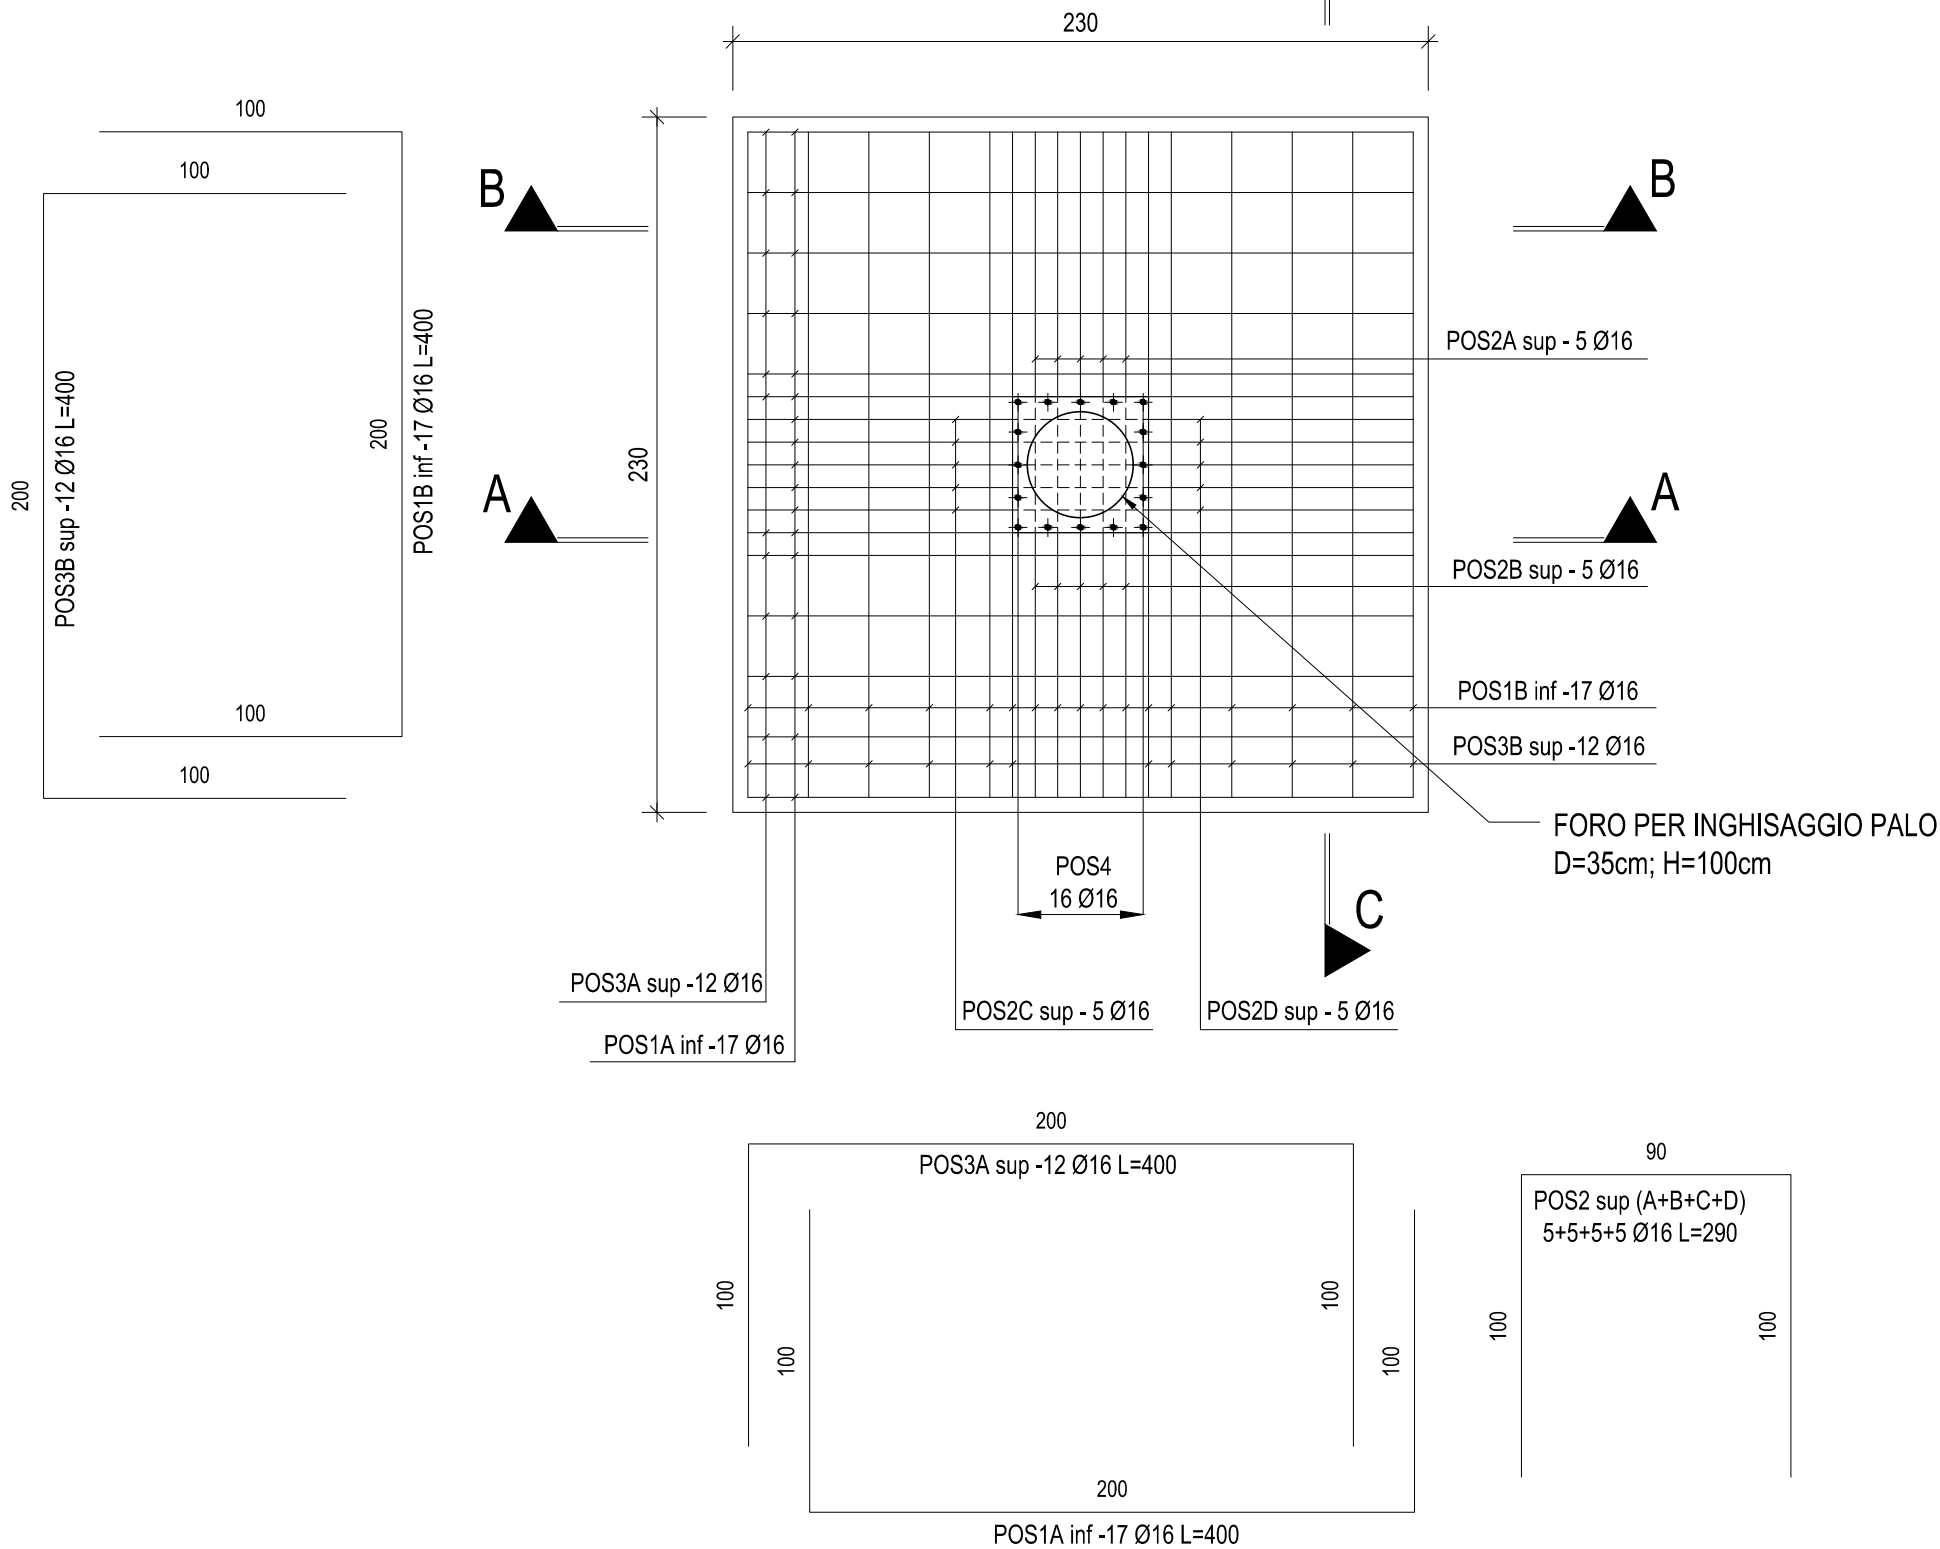 230
100
100
B
B
POS3B sup -12 Ø16 L=400
200
200
POS1B inf -17 Ø16 L=400
230
POS2A sup - 5 Ø16
A
A
POS2B sup - 5 Ø16
POS1B inf -17 Ø16
POS3B sup -12 Ø16
100
100
FORO PER INGHISAGGIO PALO
D=35cm; H=100cm
POS4
16 Ø16
C
POS3A sup -12 Ø16
POS2C sup - 5 Ø16
POS2D sup - 5 Ø16
POS1A inf -17 Ø16
200
POS3A sup -12 Ø16 L=400
100
100
100
100
200
POS1A inf -17 Ø16 L=400
90
POS2 sup (A+B+C+D)
5+5+5+5 Ø16 L=290
100
100